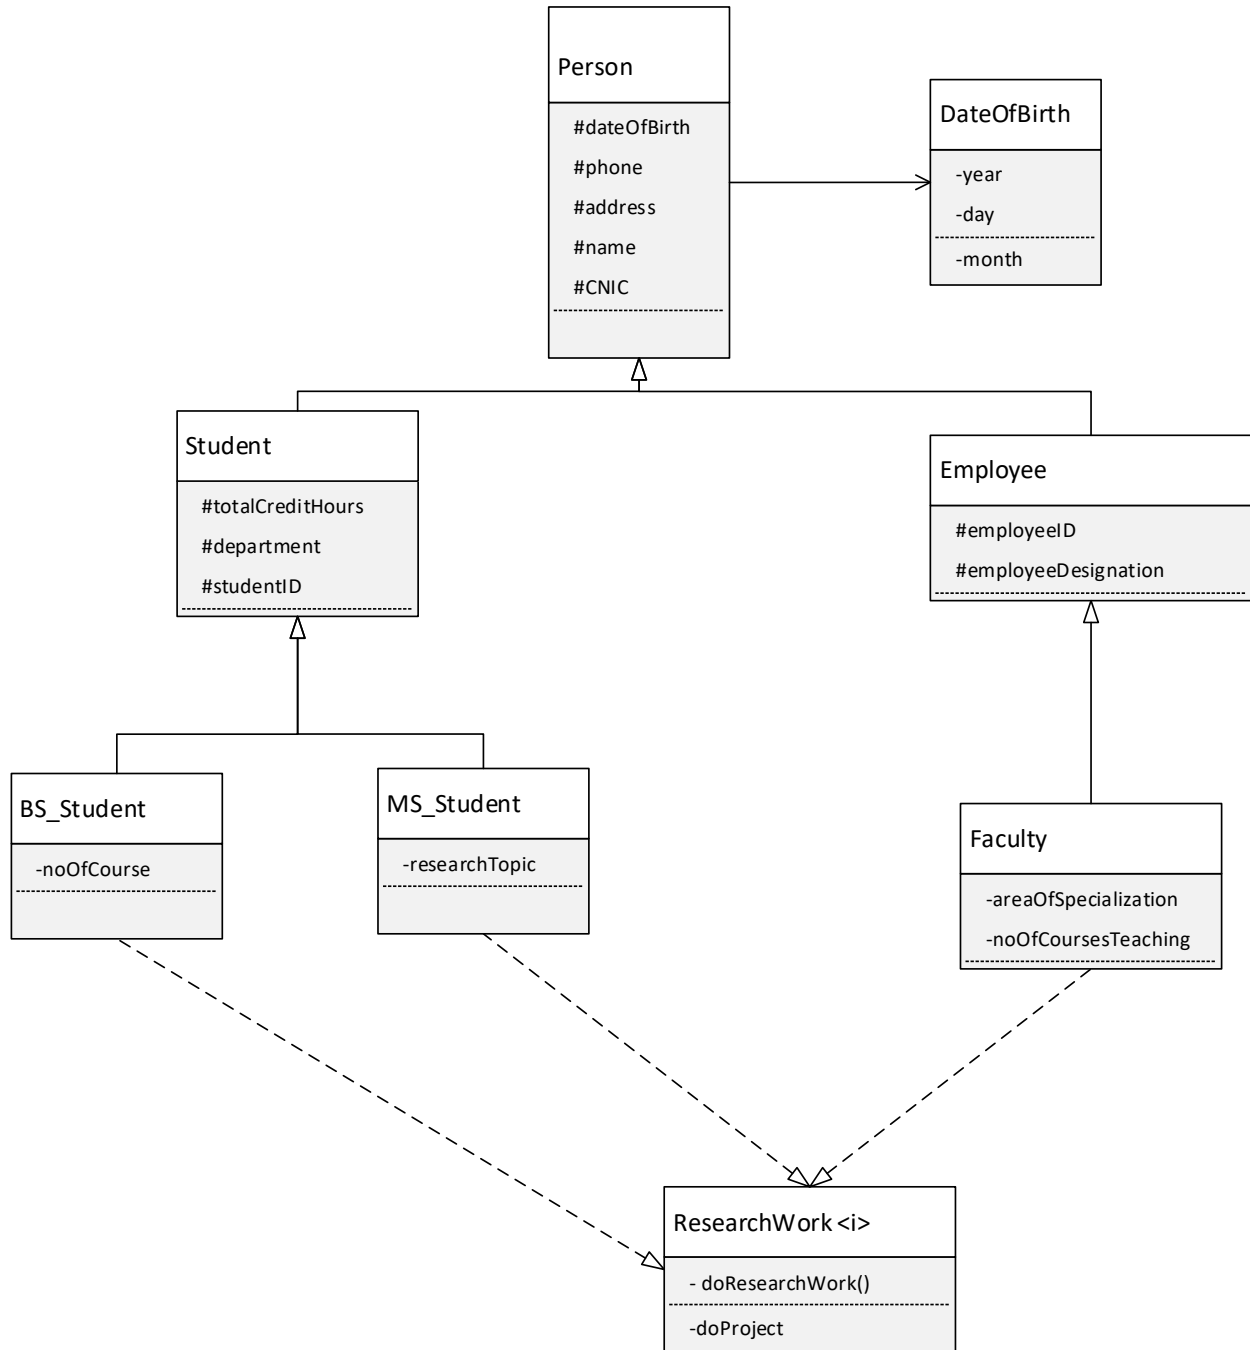 Person
#dateOfBirth
#phone
#address
#name
#CNIC
DateOfBirth
-year
-day
-month
Student
#totalCreditHours
#department
#studentID
Employee
#employeeID
#employeeDesignation
BS_Student
-noOfCourse
MS_Student
-researchTopic
Faculty
-areaOfSpecialization
-noOfCoursesTeaching
ResearchWork <i>
- doResearchWork()
-doProject